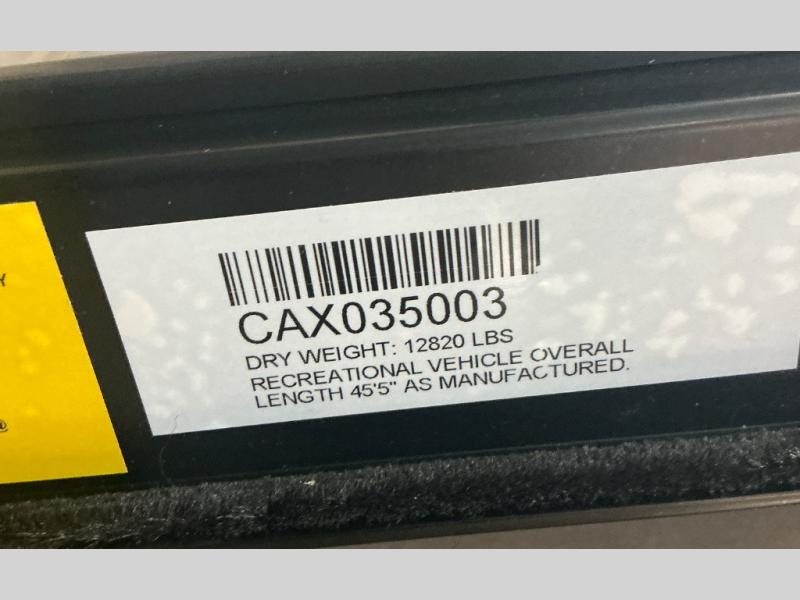 Y
CAX035003
DRY WEIGHT: 12820 LBS
RECREATIONAL VEHICLE OVERALL
LENGTH 45'5" AS MANUFACTURED.
®